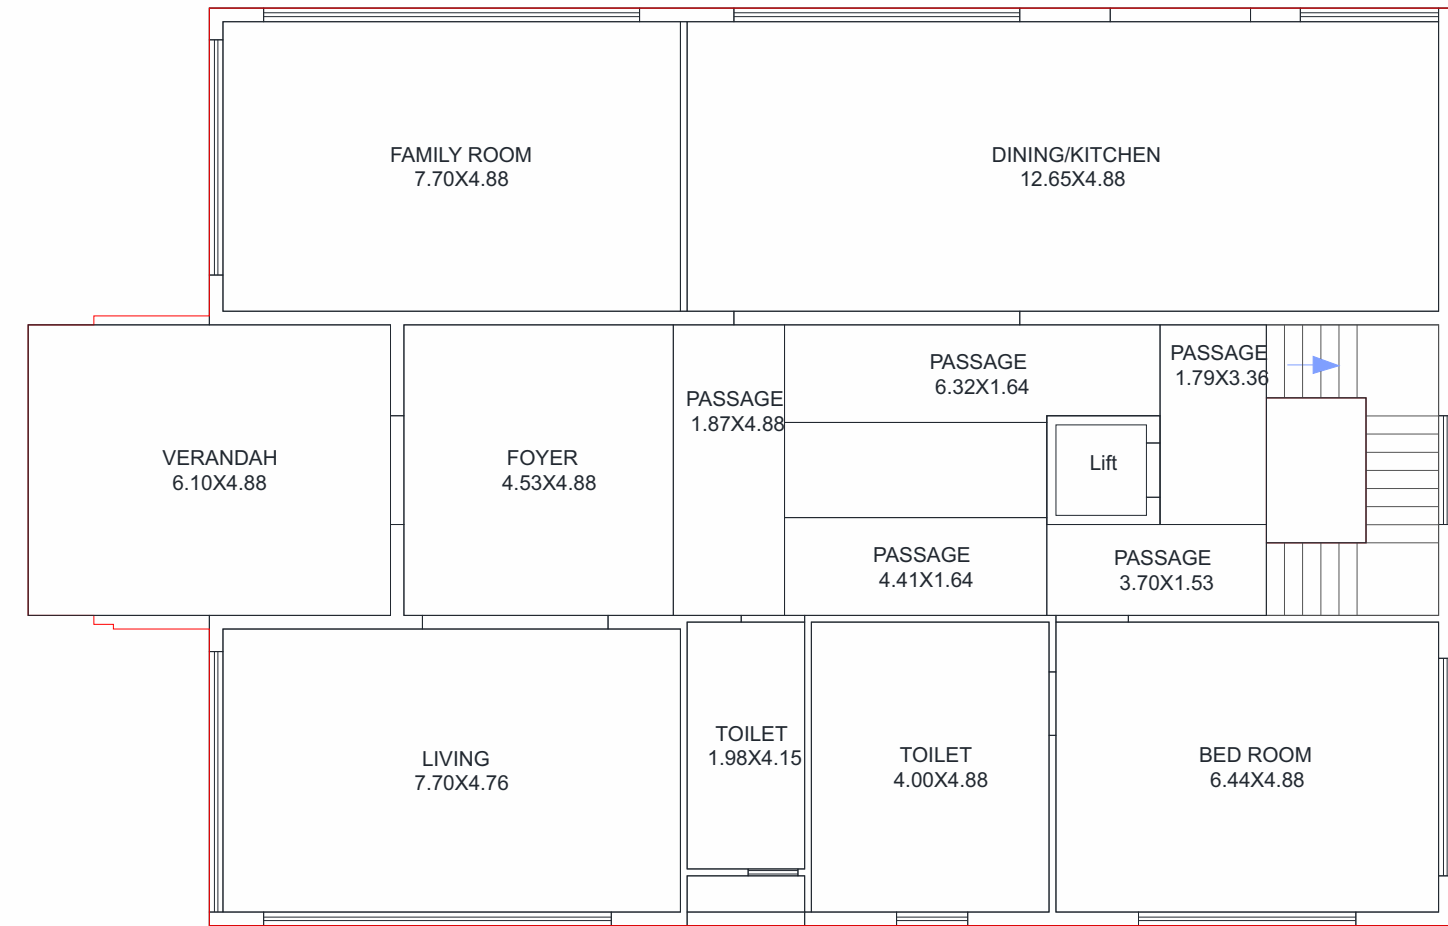 FAMILY ROOM
7.70X4.88
DINING/KITCHEN
12.65X4.88
PASSAGE
6.32X1.64
PASSAGE
1.79X3.36
PASSAGE
1.87X4.88
VERANDAH
6.10X4.88
FOYER
4.53X4.88
Lift
PASSAGE
4.41X1.64
PASSAGE
3.70X1.53
LIVING
7.70X4.76
TOILET
1.98X4.15
TOILET
4.00X4.88
BED ROOM
6.44X4.88